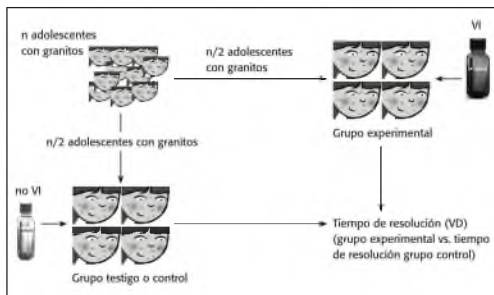 n adolescentes
con granitos
n/2 adolescentes
con granitos
VI
Grupo experimental
n/2 adolescentes con granitos
no VI
Grupo testigo o control
Tiempo de resolución (VD)
(grupo experimental vs. tiempo
de resolución grupo control)